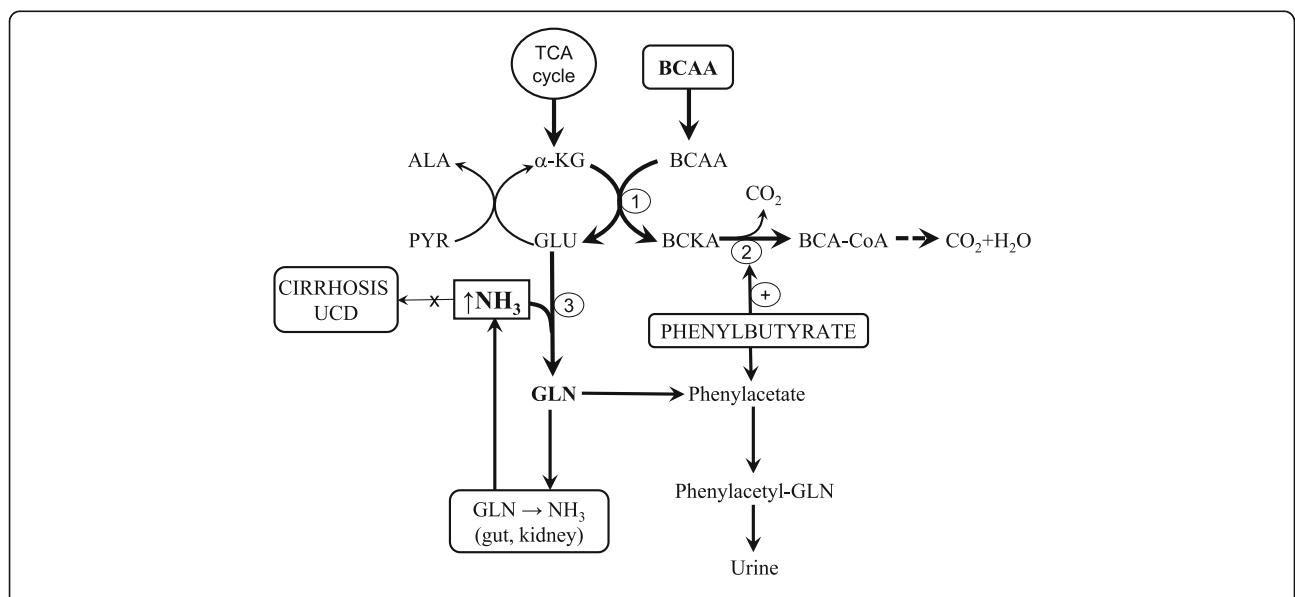 TCA
cycle
BCAA
ALA
α-KG
BCAA
1
CO₂
PYR
GLU
BCKA
2
BCA-CoA
CO₂+H₂O
CIRRHOSIS
UCD
x
↑NH₃
3
+
PHENYLBUTYRATE
GLN
Phenylacetate
GLN → NH₃
(gut, kidney)
Phenylacetyl-GLN
Urine